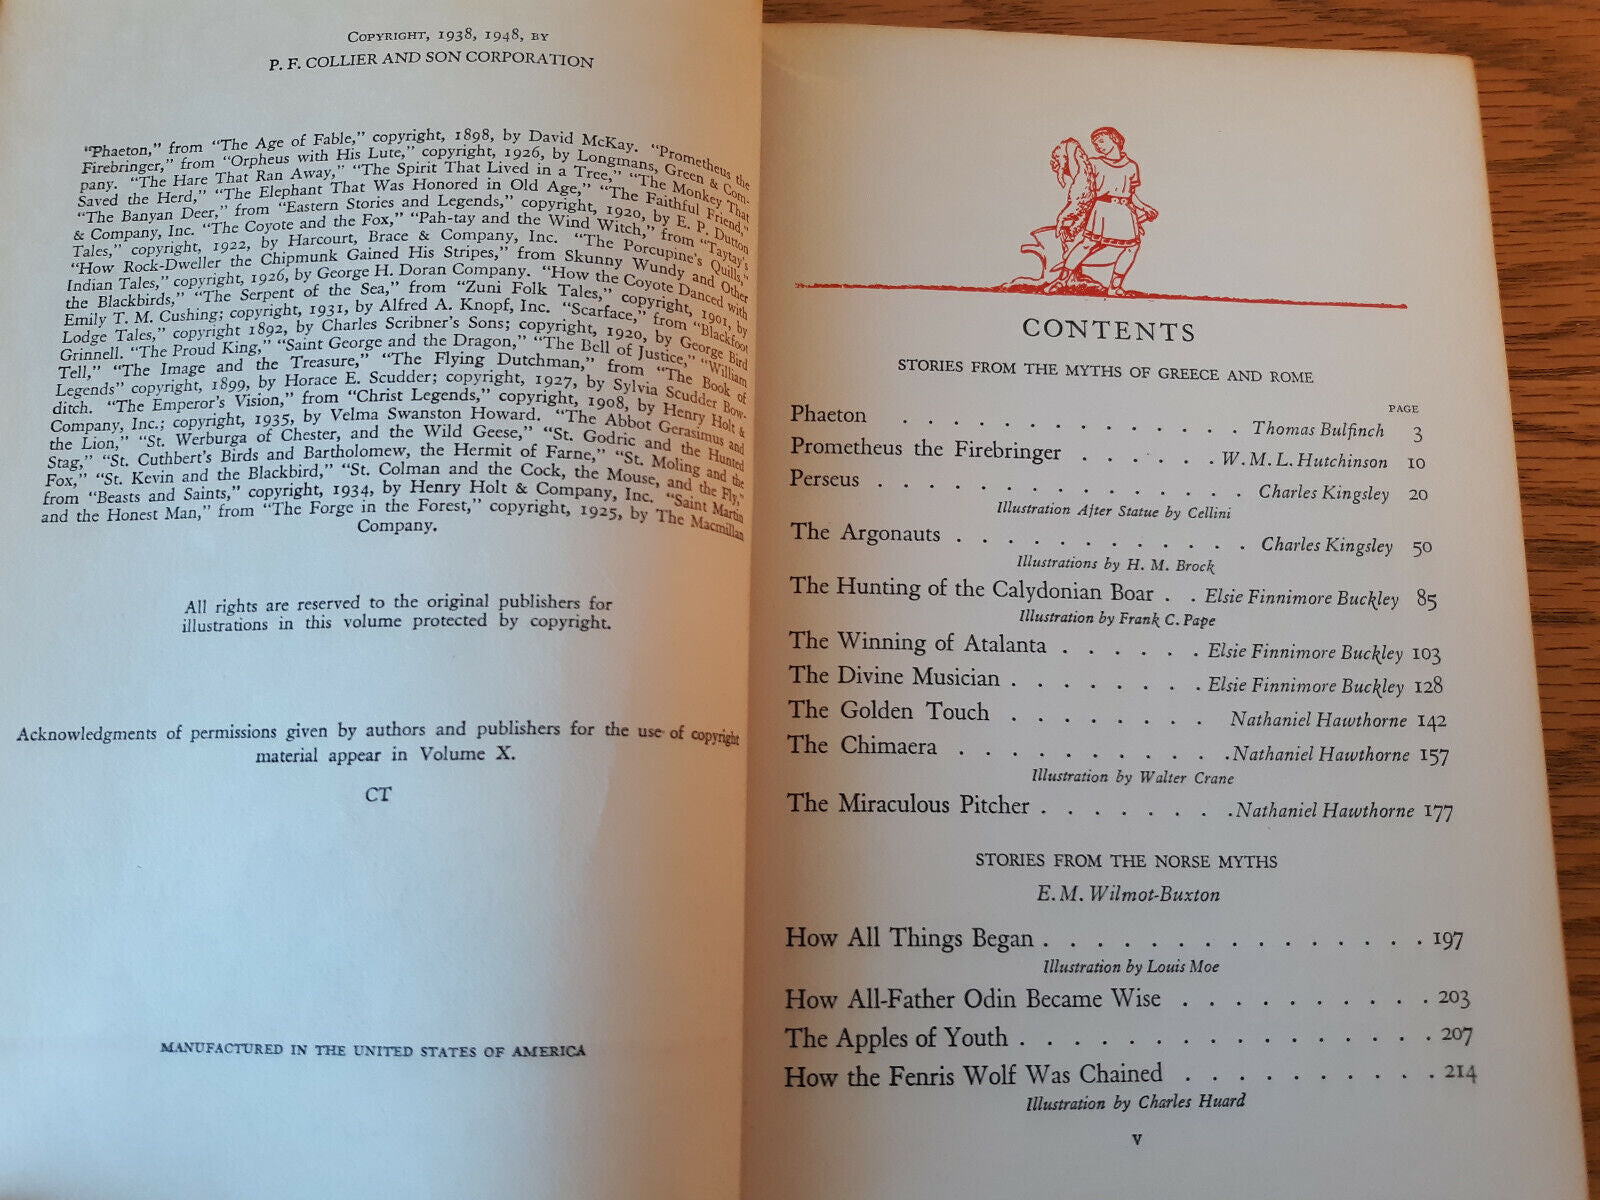 COPYRIGHT, 1938, 1948, BY
P. F. COLLIER AND SON CORPORATION
"Phaeton," from "The Age of Fable," copyright, 1898, by David McKay. "Prometheus the
Firebringer," from "Orpheus with His Lute," copyright, 1926, by Longmans, Green & Com-
pany. "The Hare That Ran Away," "The Spirit That Lived in a Tree," "The Monkey That
Saved the Herd," "The Elephant That Was Honored in Old Age," "The Faithful Friend,"
"The Banyan Deer," from "Eastern Stories and Legends," copyright, 1920, by E. P. Dutton
& Company, Inc. "The Coyote and the Fox," "Pah-tay and the Wind Witch," from "Taytay's
Tales," copyright, 1922, by Harcourt, Brace & Company, Inc. "The Porcupine's Quills,"
"How Rock-Dweller the Chipmunk Gained His Stripes," from Skunny Wundy and Other
Indian Tales," copyright, 1926, by George H. Doran Company. "How the Coyote Danced with
the Blackbirds," "The Serpent of the Sea," from "Zuni Folk Tales," copyright, 1901, by
Emily T. M. Cushing; copyright, 1931, by Alfred A. Knopf, Inc. "Scarface," from "Blackfoot
Lodge Tales," copyright 1892, by Charles Scribner's Sons; copyright, 1920, by George Bird
Grinnell. "The Proud King," "Saint George and the Dragon," "The Bell of Justice," "William
Tell," "The Image and the Treasure," "The Flying Dutchman," from "The Book of
Legends" copyright, 1899, by Horace E. Scudder; copyright, 1927, by Sylvia Scudder Bow-
ditch. "The Emperor's Vision," from "Christ Legends," copyright, 1908, by Henry Holt &
Company, Inc.; copyright, 1935, by Velma Swanston Howard. "The Abbot Gerasimus and
the Lion," "St. Werburga of Chester, and the Wild Geese," "St. Godric and the Hunted
Stag," "St. Cuthbert's Birds and Bartholomew, the Hermit of Farne," "St. Moling and the
Fox," "St. Kevin and the Blackbird," "St. Colman and the Cock, the Mouse, and the Fly,"
from "Beasts and Saints," copyright, 1934, by Henry Holt & Company, Inc. "Saint Martin
and the Honest Man," from "The Forge in the Forest," copyright, 1925, by The Macmillan
Company.
All rights are reserved to the original publishers for
illustrations in this volume protected by copyright.
Acknowledgments of permissions given by authors and publishers for the use of copyright
material appear in Volume X.
CT
MANUFACTURED IN THE UNITED STATES OF AMERICA
CONTENTS
STORIES FROM THE MYTHS OF GREECE AND ROME
PAGE
Phaeton . . . . . . . . . . . . . Thomas Bulfinch 3
Prometheus the Firebringer . . . . . . W. M. L. Hutchinson 10
Perseus . . . . . . . . . . . . . . . Charles Kingsley 20
Illustration After Statue by Cellini
The Argonauts . . . . . . . . . . . . Charles Kingsley 50
Illustrations by H. M. Brock
The Hunting of the Calydonian Boar . . Elsie Finnimore Buckley 85
Illustration by Frank C. Pape
The Winning of Atalanta . . . . . . Elsie Finnimore Buckley 103
The Divine Musician . . . . . . . . Elsie Finnimore Buckley 128
The Golden Touch . . . . . . . . Nathaniel Hawthorne 142
The Chimaera . . . . . . . . . . . Nathaniel Hawthorne 157
Illustration by Walter Crane
The Miraculous Pitcher . . . . . . . . Nathaniel Hawthorne 177
STORIES FROM THE NORSE MYTHS
E. M. Wilmot-Buxton
How All Things Began . . . . . . . . . . . . . . . 197
Illustration by Louis Moe
How All-Father Odin Became Wise . . . . . . . . . . 203
The Apples of Youth . . . . . . . . . . . . . . . . 207
How the Fenris Wolf Was Chained . . . . . . . . . . 214
Illustration by Charles Huard
v